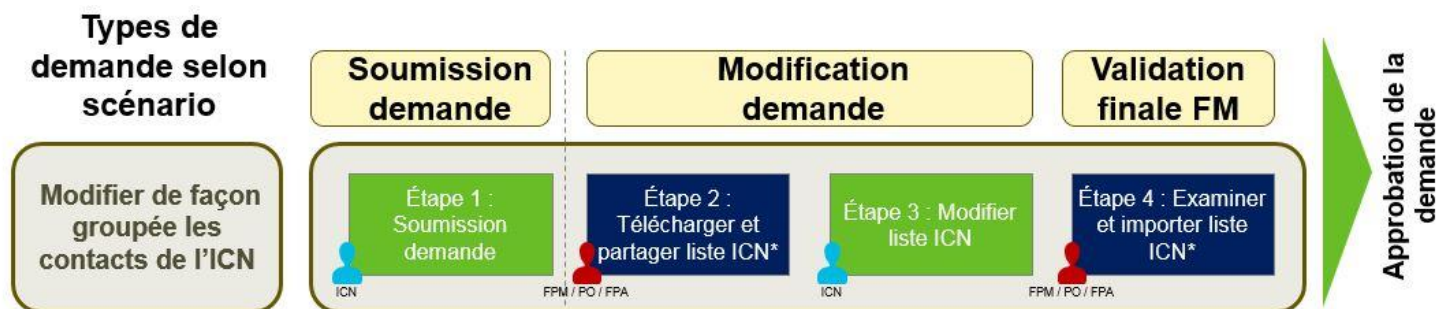 Types de
demande selon
scénario
Soumission
demande
Modification
demande
Validation
finale FM
Approbation de la
demande
Modifier de façon
groupée les
contacts de l'ICN
Étape 1 :
Soumission
demande
ICN
Étape 2 :
Télécharger et
partager liste ICN*
FPM / PO / FPA
Étape 3 : Modifier
liste ICN
ICN
Étape 4 : Examiner
et importer liste
ICN*
FPM / PO / FPA